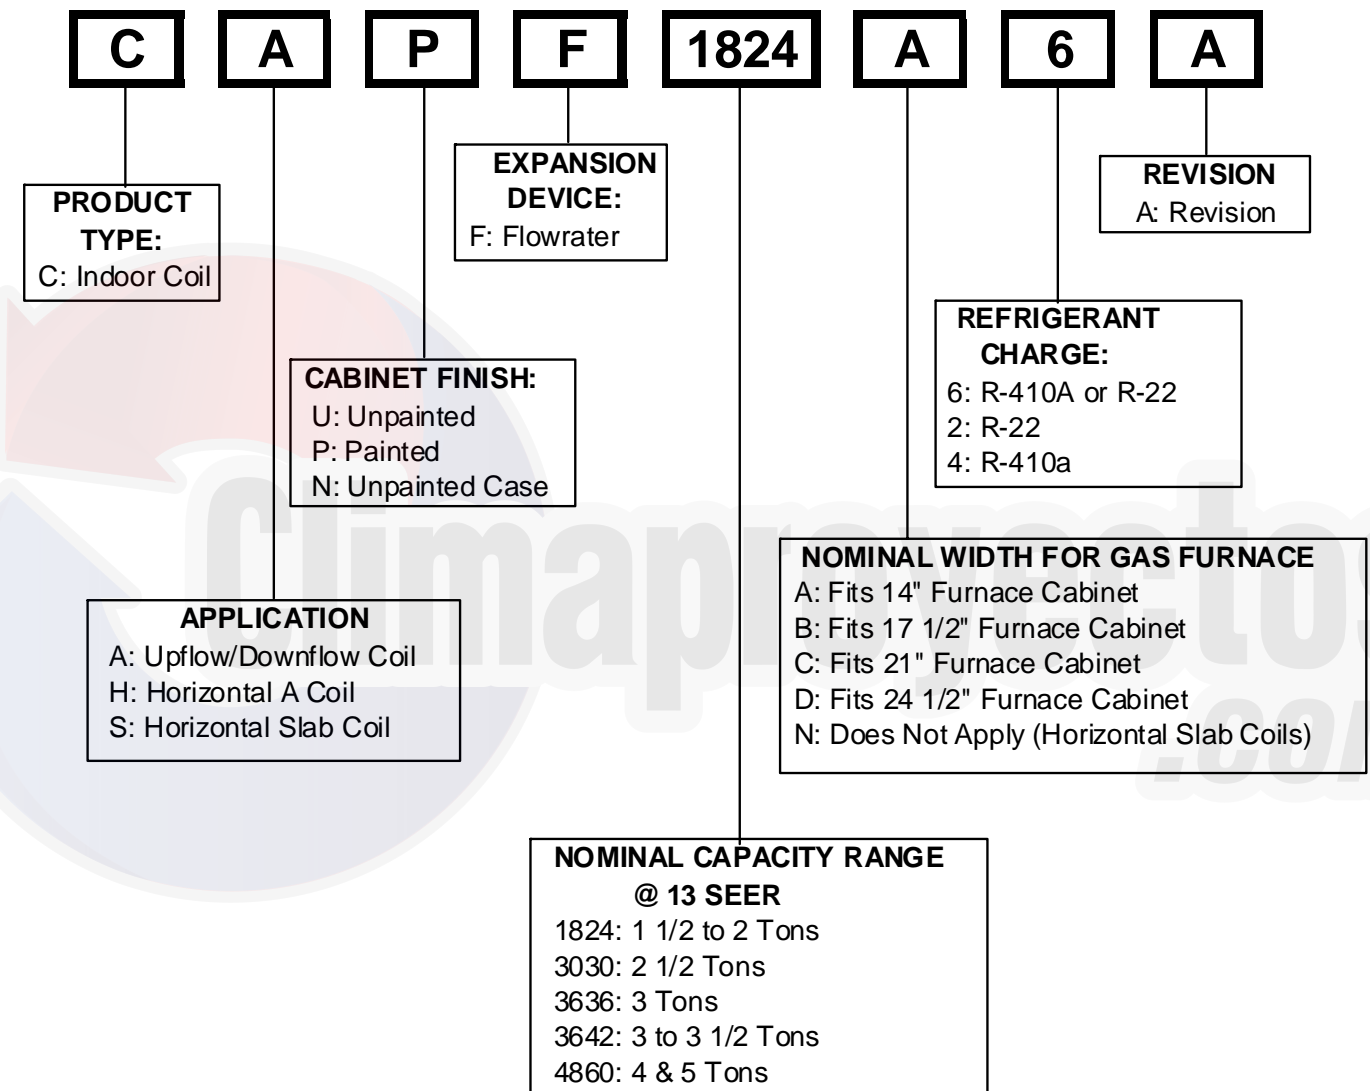 C A P F 1824 A 6 A
PRODUCT
TYPE:
C: Indoor Coil
EXPANSION
DEVICE:
F: Flowrater
REVISION
A: Revision
REFRIGERANT
CHARGE:
6: R-410A or R-22
2: R-22
4: R-410a
CABINET FINISH:
U: Unpainted
P: Painted
N: Unpainted Case
NOMINAL WIDTH FOR GAS FURNACE
A: Fits 14" Furnace Cabinet
B: Fits 17 1/2" Furnace Cabinet
C: Fits 21" Furnace Cabinet
D: Fits 24 1/2" Furnace Cabinet
N: Does Not Apply (Horizontal Slab Coils)
APPLICATION
A: Upflow/Downflow Coil
H: Horizontal A Coil
S: Horizontal Slab Coil
NOMINAL CAPACITY RANGE
@ 13 SEER
1824: 1 1/2 to 2 Tons
3030: 2 1/2 Tons
3636: 3 Tons
3642: 3 to 3 1/2 Tons
4860: 4 & 5 Tons
Climaproyectos
.com